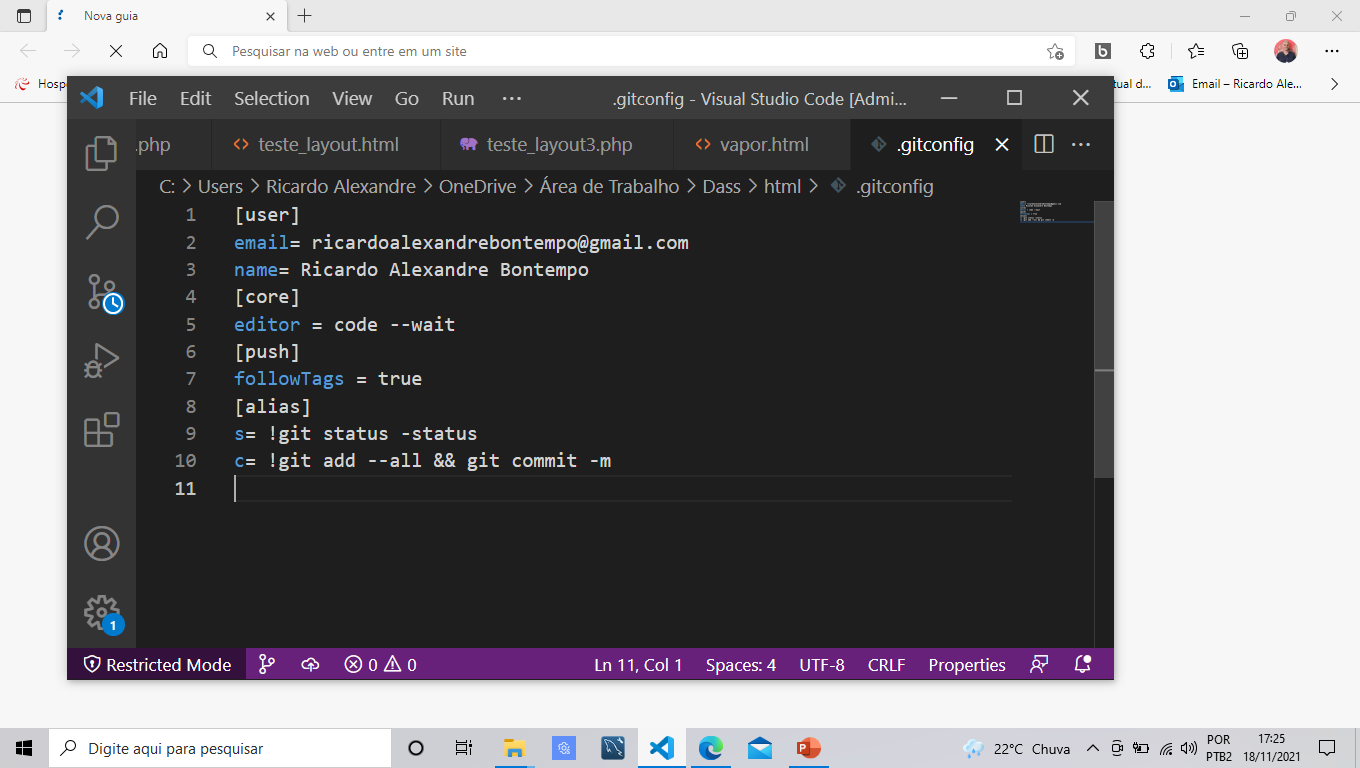 Nova guia
Pesquisar na web ou entre em um site
Hosp
tual d...
Email – Ricardo Ale...
File Edit Selection View Go Run ··· .gitconfig - Visual Studio Code [Admi...
.php teste_layout.html teste_layout3.php vapor.html .gitconfig
C: > Users > Ricardo Alexandre > OneDrive > Área de Trabalho > Dass > html > .gitconfig
1 [user]
2 email= ricardoalexandrebontempo@gmail.com
3 name= Ricardo Alexandre Bontempo
4 [core]
5 editor = code --wait
6 [push]
7 followTags = true
8 [alias]
9 s= !git status -status
10 c= !git add --all && git commit -m
11
1
Restricted Mode 0 0 Ln 11, Col 1 Spaces: 4 UTF-8 CRLF Properties
Digite aqui para pesquisar
22°C Chuva
POR
PTB2
17:25
18/11/2021